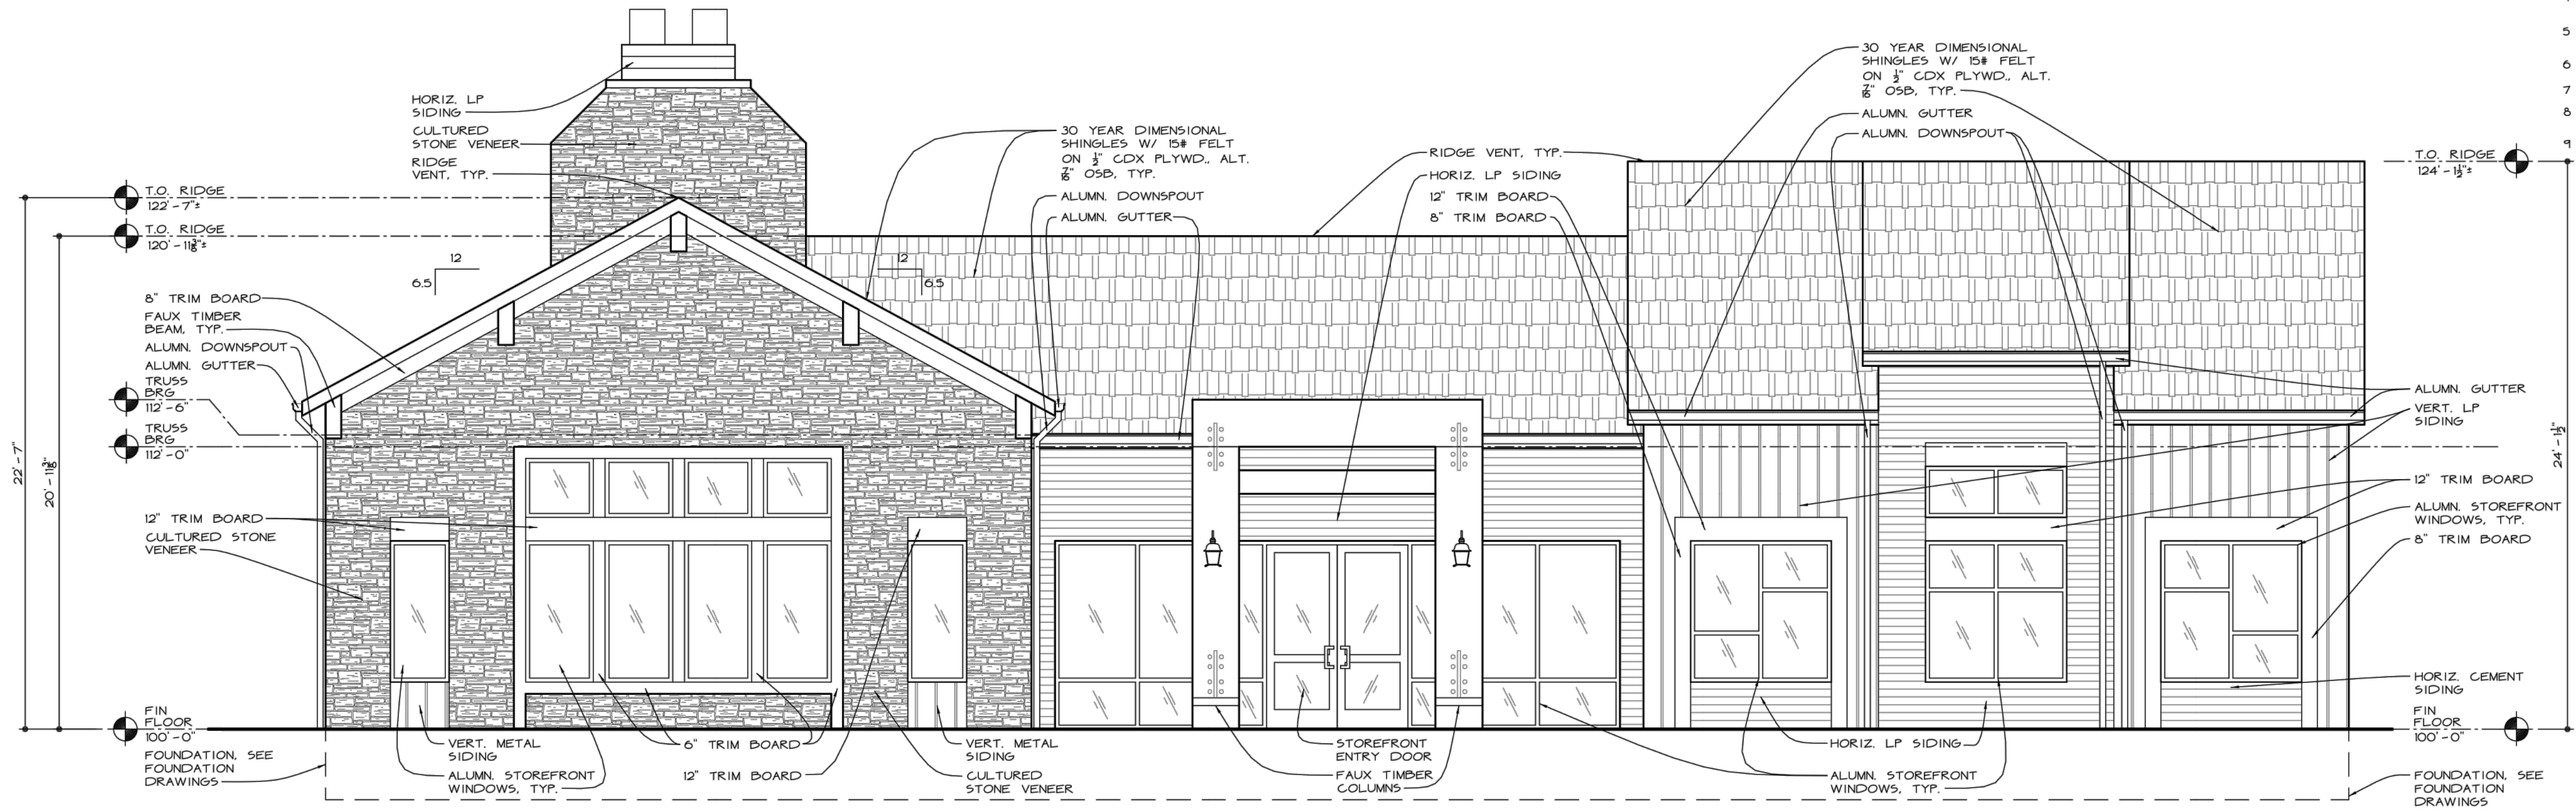 HORIZ. LP
SIDING
CULTURED
STONE VENEER
RIDGE
VENT, TYP.
T.O. RIDGE
122'-7"±
T.O. RIDGE
120'-11⅜"±
12
6.5
8" TRIM BOARD
FAUX TIMBER
BEAM, TYP.
ALUMN. DOWNSPOUT
ALUMN. GUTTER
TRUSS
BRG
112'-6"
TRUSS
BRG
112'-0"
22'-7"
20'-11⅜"
12" TRIM BOARD
CULTURED STONE
VENEER
FIN
FLOOR
100'-0"
FOUNDATION, SEE
FOUNDATION
DRAWINGS
VERT. METAL
SIDING
ALUMN. STOREFRONT
WINDOWS, TYP.
6" TRIM BOARD
12" TRIM BOARD
VERT. METAL
SIDING
CULTURED
STONE VENEER
30 YEAR DIMENSIONAL
SHINGLES W/ 15# FELT
ON ½" CDX PLYWD., ALT.
7/16" OSB, TYP.
ALUMN. DOWNSPOUT
ALUMN. GUTTER
12
6.5
RIDGE VENT, TYP.
HORIZ. LP SIDING
12" TRIM BOARD
8" TRIM BOARD
STOREFRONT
ENTRY DOOR
FAUX TIMBER
COLUMNS
30 YEAR DIMENSIONAL
SHINGLES W/ 15# FELT
ON ½" CDX PLYWD., ALT.
7/16" OSB, TYP.
ALUMN. GUTTER
ALUMN. DOWNSPOUT
HORIZ. LP SIDING
ALUMN. STOREFRONT
WINDOWS, TYP.
5
6
7
8
9
T.O. RIDGE
124'-1½"±
24'-1½"
ALUMN. GUTTER
VERT. LP
SIDING
12" TRIM BOARD
ALUMN. STOREFRONT
WINDOWS, TYP.
8" TRIM BOARD
HORIZ. CEMENT
SIDING
FIN
FLOOR
100'-0"
FOUNDATION, SEE
FOUNDATION
DRAWINGS